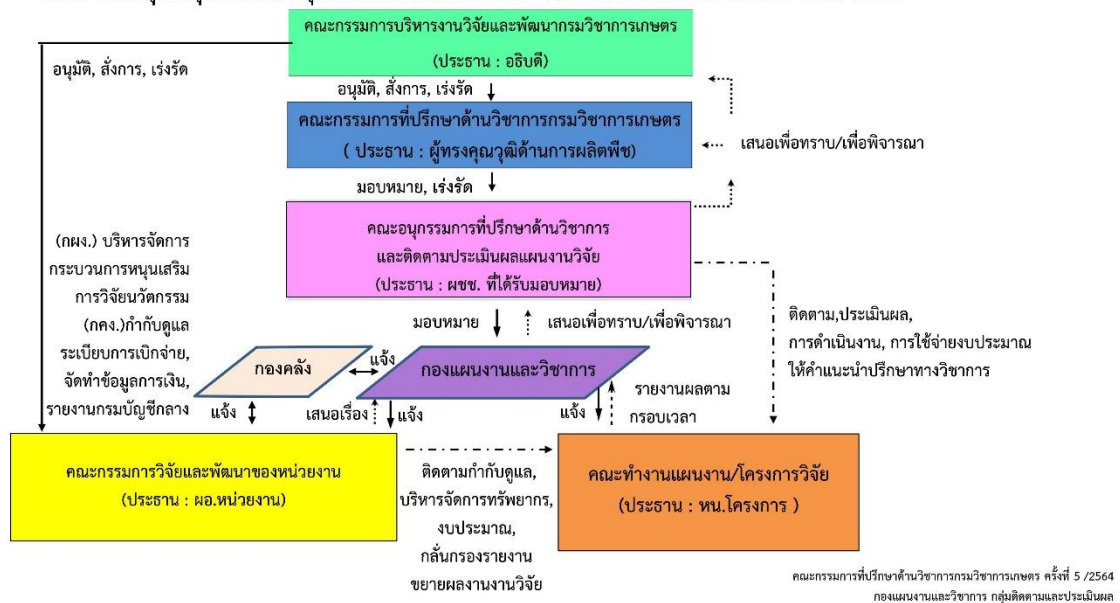 คณะกรรมการบริหารงานวิจัยและพัฒนากรมวิชาการเกษตร
(ประธาน : อธิบดี)
อนุมัติ, สั่งการ, เร่งรัด
อนุมัติ, สั่งการ, เร่งรัด
คณะกรรมการที่ปรึกษาด้านวิชาการกรมวิชาการเกษตร
( ประธาน : ผู้ทรงคุณวุฒิด้านการผลิตพืช)
เสนอเพื่อทราบ/เพื่อพิจารณา
มอบหมาย, เร่งรัด
คณะอนุกรรมการที่ปรึกษาด้านวิชาการ
และติดตามประเมินผลแผนงานวิจัย
(ประธาน : ผชช. ที่ได้รับมอบหมาย)
(กผง.) บริหารจัดการ
กระบวนการหนุนเสริม
การวิจัยนวัตกรรม
(กคง.)กำกับดูแล
ระเบียบการเบิกจ่าย,
จัดทำข้อมูลการเงิน,
รายงานกรมบัญชีกลาง
มอบหมาย
เสนอเพื่อทราบ/เพื่อพิจารณา
ติดตาม,ประเมินผล,
การดำเนินงาน, การใช้จ่ายงบประมาณ
ให้คำแนะนำปรึกษาทางวิชาการ
กองคลัง
แจ้ง
กองแผนงานและวิชาการ
แจ้ง
เสนอเรื่อง
แจ้ง
แจ้ง
รายงานผลตาม
กรอบเวลา
คณะกรรมการวิจัยและพัฒนาของหน่วยงาน
(ประธาน : ผอ.หน่วยงาน)
ติดตามกำกับดูแล,
บริหารจัดการทรัพยากร,
งบประมาณ,
กลั่นกรองรายงาน
ขยายผลงานงานวิจัย
คณะทำงานแผนงาน/โครงการวิจัย
(ประธาน : หน.โครงการ )
คณะกรรมการที่ปรึกษาด้านวิชาการกรมวิชาการเกษตร ครั้งที่ 5 /2564
กองแผนงานและวิชาการ กลุ่มติดตามและประเมินผล